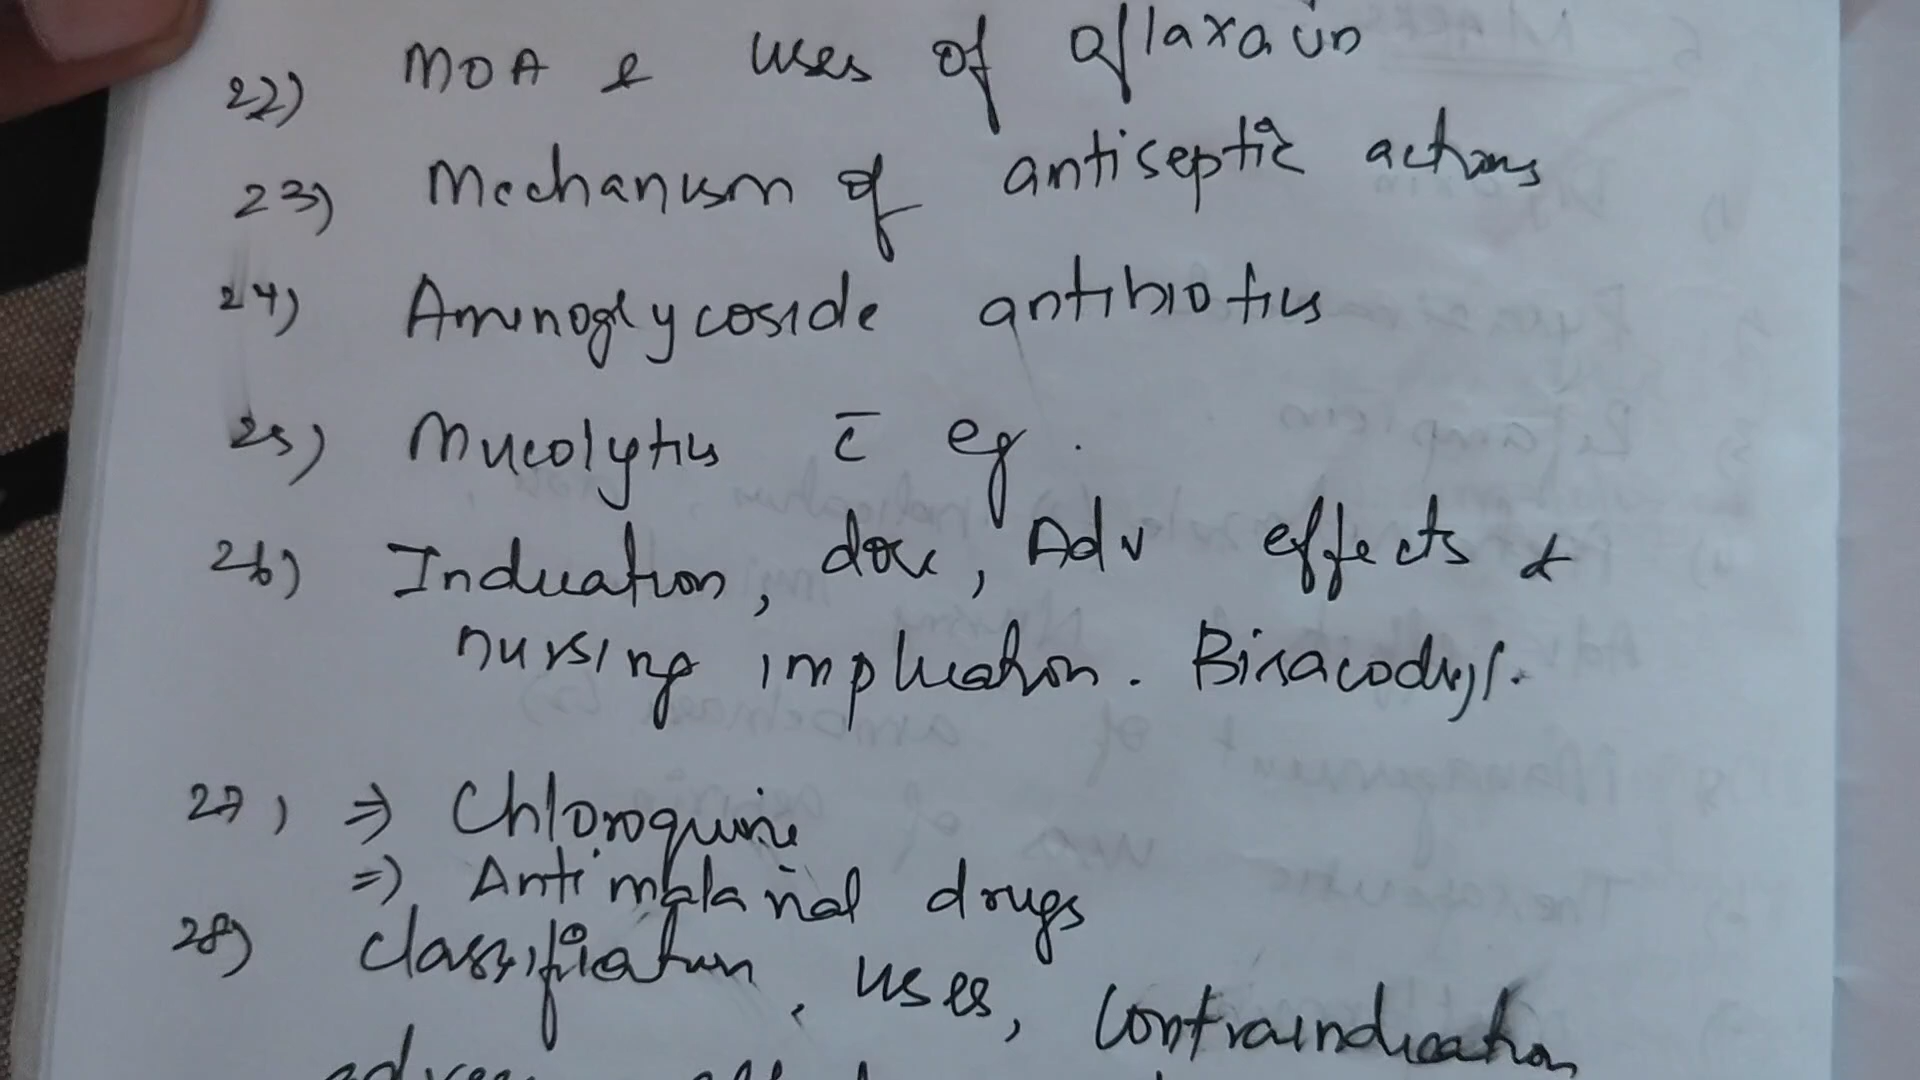 22) MOA & uses of oflaxacin
23) Mechanism of antiseptic actions
24) Aminoglycoside antibiotics
25) Mucolytics c̄ eg.
26) Indication, dose, Adv effects &
nursing implication. Bisacodyl.
27) ⇒ Chloroquine
⇒ Antimalarial drugs
28) Classification, uses, Contraindication